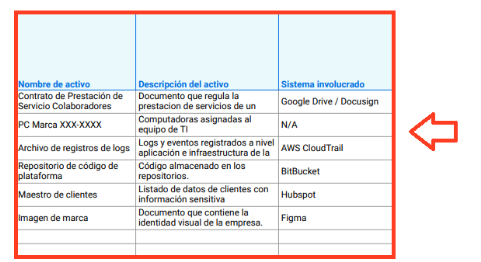 Nombre de activo Descripción del activo Sistema involucrado
Contrato de Prestación de Documento que regula la
Servicio Colaboradores prestacion de servicios de un Google Drive / Docusign
PC Marca XXX-XXXX Computadoras asignadas al N/A
equipo de TI
Archivo de registros de logs Logs y eventos registrados a nivel AWS CloudTrail
aplicación e infraestructura de la
Repositorio de código de Código almacenado en los BitBucket
plataforma repositorios.
Maestro de clientes Listado de datos de clientes con Hubspot
información sensitiva
Imagen de marca Documento que contiene la Figma
identidad visual de la empresa.